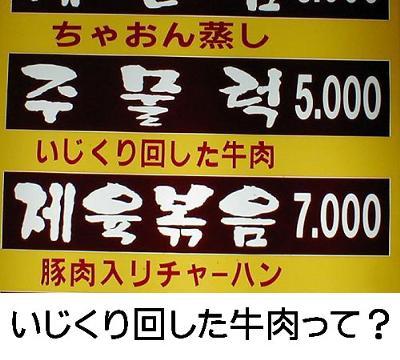 ちゃおん蒸し
주물럭 5.000
いじくり回した牛肉
제육볶음 7.000
豚肉入リチャーハン
いじくり回した牛肉って？